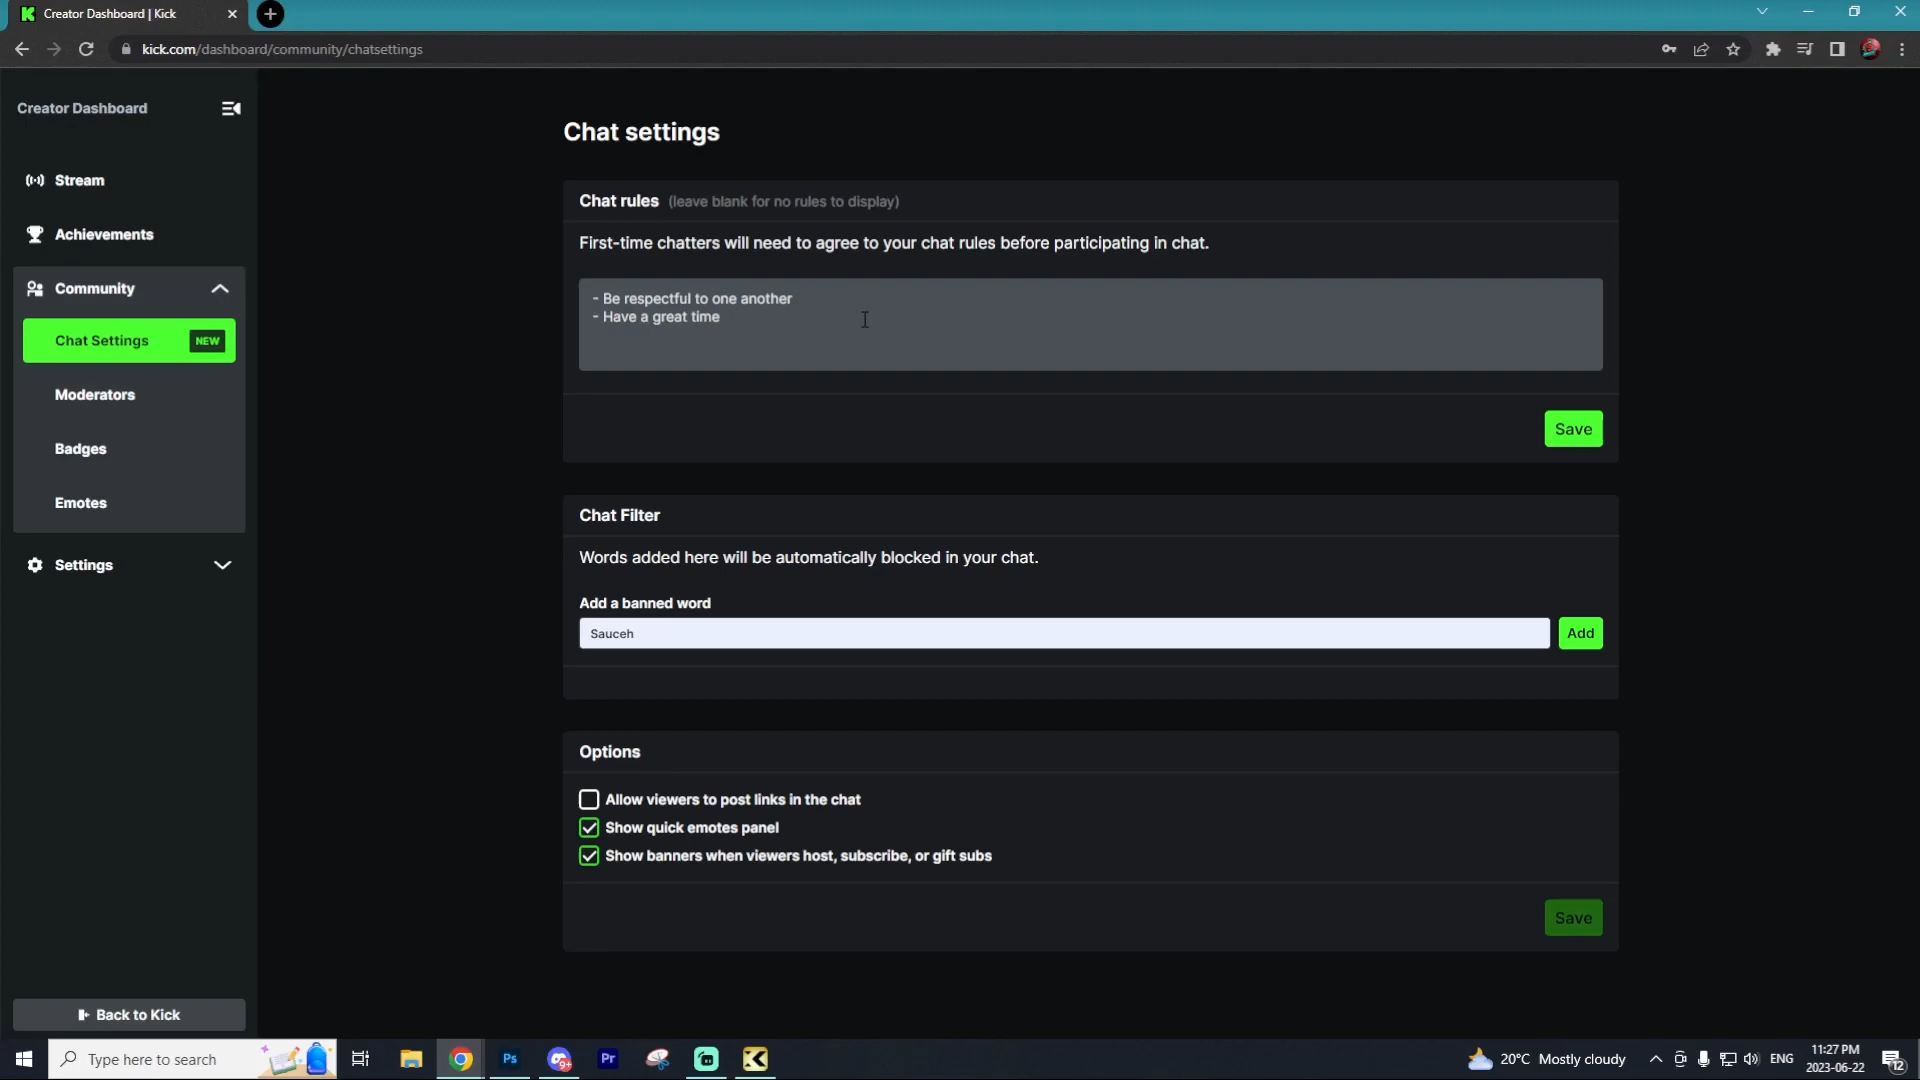 Creator Dashboard | Kick
kick.com/dashboard/community/chatsettings
Creator Dashboard
Stream
Achievements
Community
Chat Settings NEW
Moderators
Badges
Emotes
Settings
Back to Kick
Chat settings
Chat rules (leave blank for no rules to display)
First-time chatters will need to agree to your chat rules before participating in chat.
- Be respectful to one another
- Have a great time
Save
Chat Filter
Words added here will be automatically blocked in your chat.
Add a banned word
Sauceh Add
Options
Allow viewers to post links in the chat
Show quick emotes panel
Show banners when viewers host, subscribe, or gift subs
Save
Type here to search
Ps
Pr
20°C Mostly cloudy
ENG
11:27 PM
2023-06-22
12